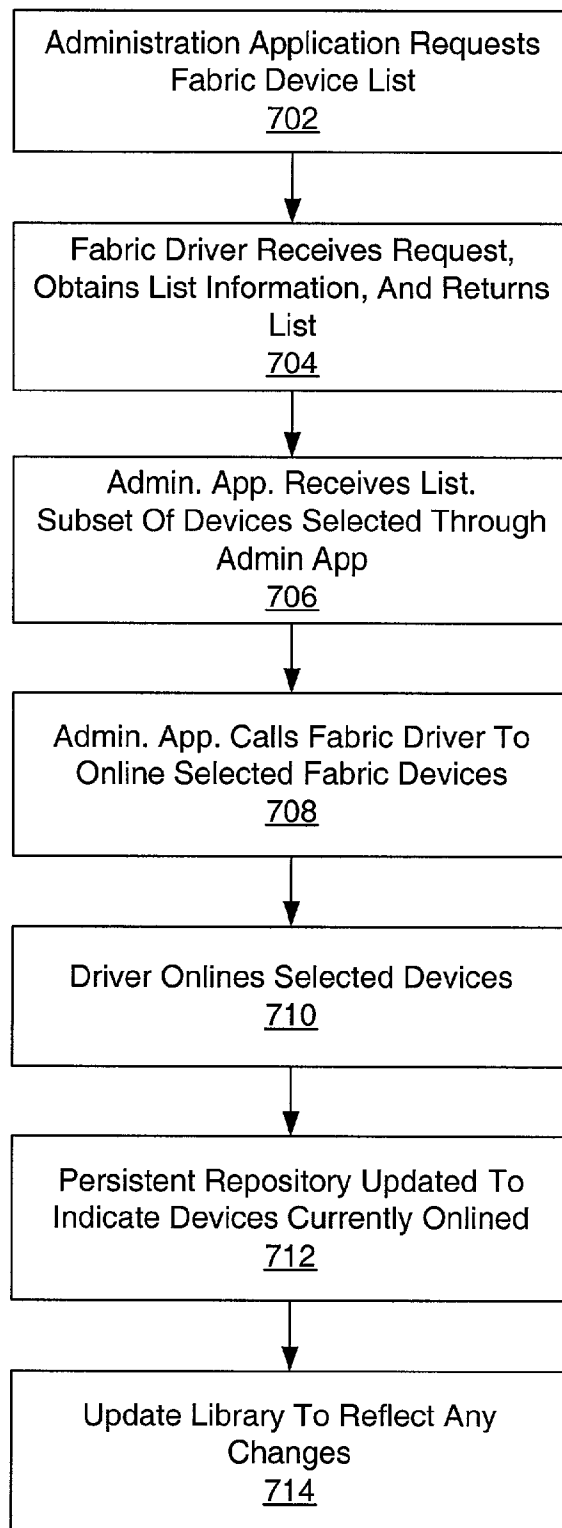 Administration Application Requests
Fabric Device List
702
Fabric Driver Receives Request,
Obtains List Information, And Returns
List
704
Admin. App. Receives List.
Subset Of Devices Selected Through
Admin App
706
Admin. App. Calls Fabric Driver To
Online Selected Fabric Devices
708
Driver Onlines Selected Devices
710
Persistent Repository Updated To
Indicate Devices Currently Onlined
712
Update Library To Reflect Any
Changes
714